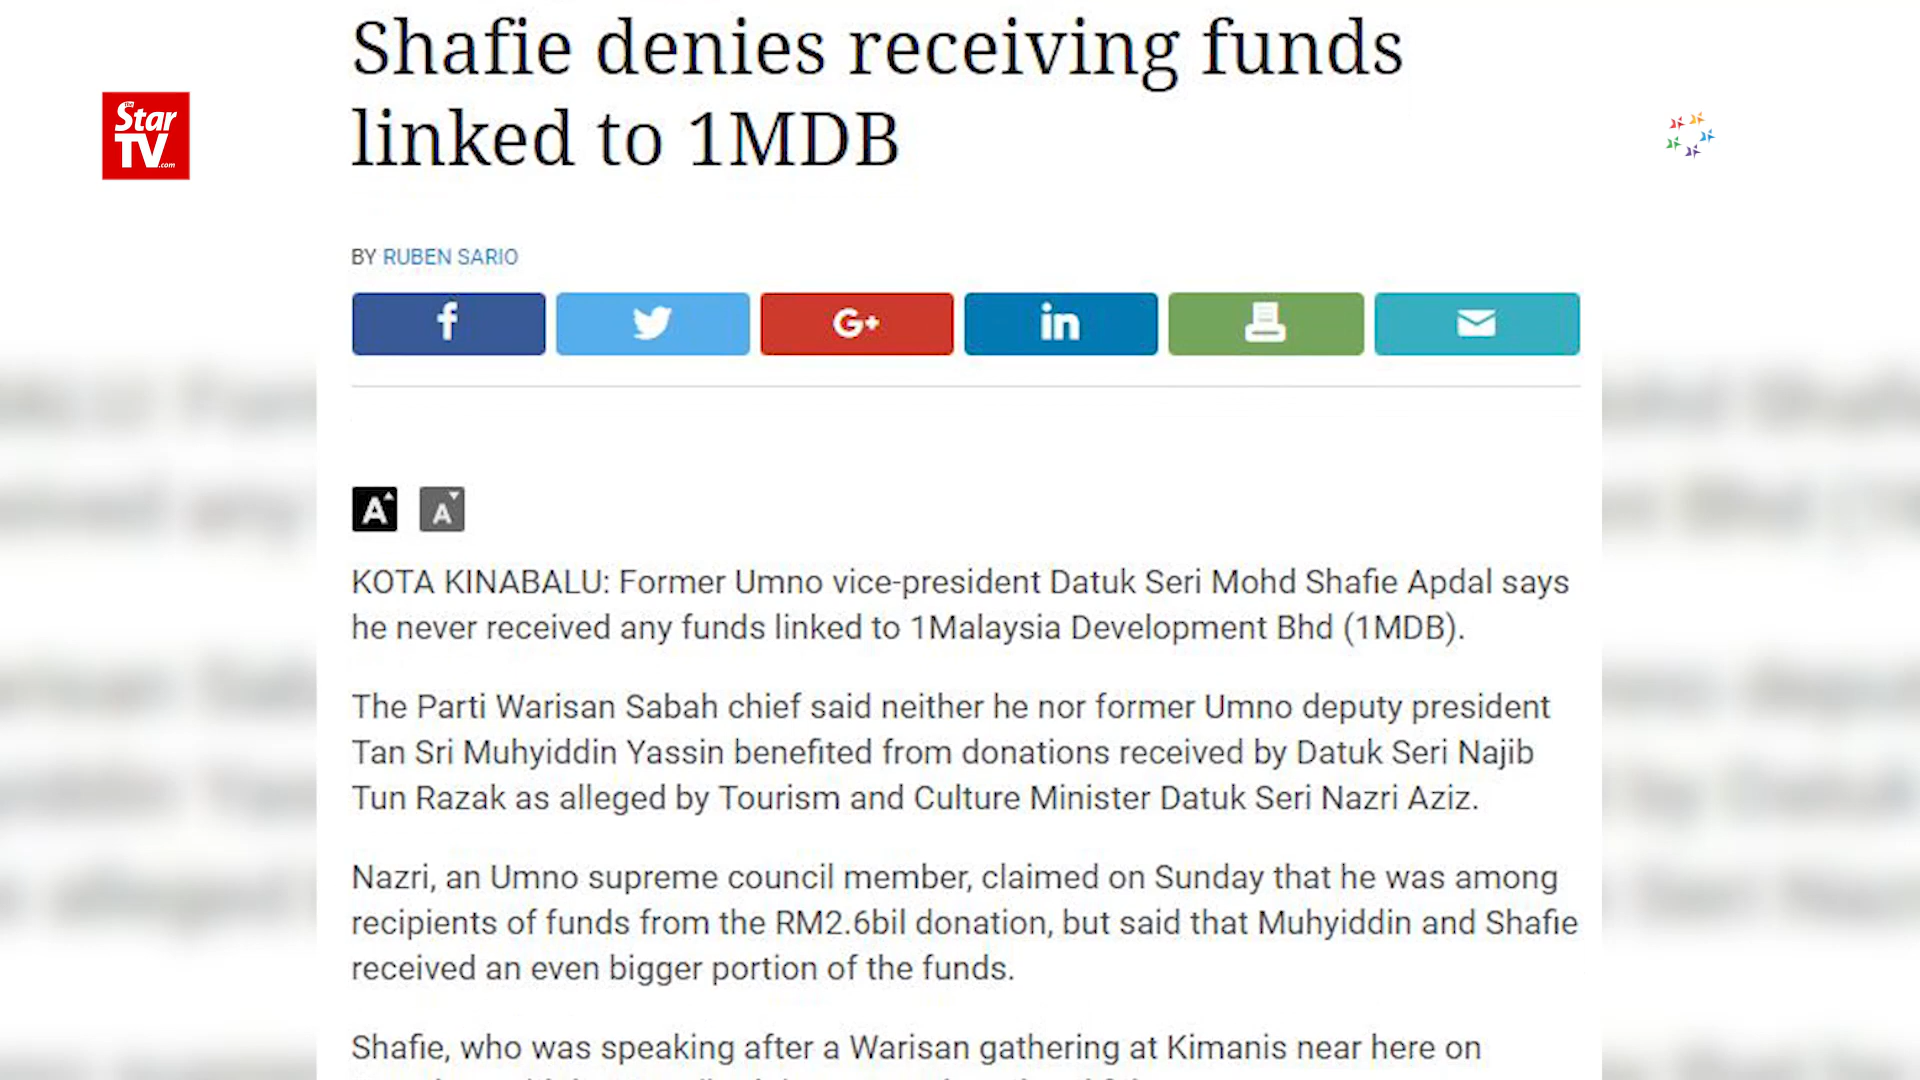 Shafie denies receiving funds
linked to 1MDB
The
Star
TV
.com
BY RUBEN SARIO
f
G+
in
A
A
KOTA KINABALU: Former Umno vice-president Datuk Seri Mohd Shafie Apdal says
he never received any funds linked to 1Malaysia Development Bhd (1MDB).
The Parti Warisan Sabah chief said neither he nor former Umno deputy president
Tan Sri Muhyiddin Yassin benefited from donations received by Datuk Seri Najib
Tun Razak as alleged by Tourism and Culture Minister Datuk Seri Nazri Aziz.
Nazri, an Umno supreme council member, claimed on Sunday that he was among
recipients of funds from the RM2.6bil donation, but said that Muhyiddin and Shafie
received an even bigger portion of the funds.
Shafie, who was speaking after a Warisan gathering at Kimanis near here on